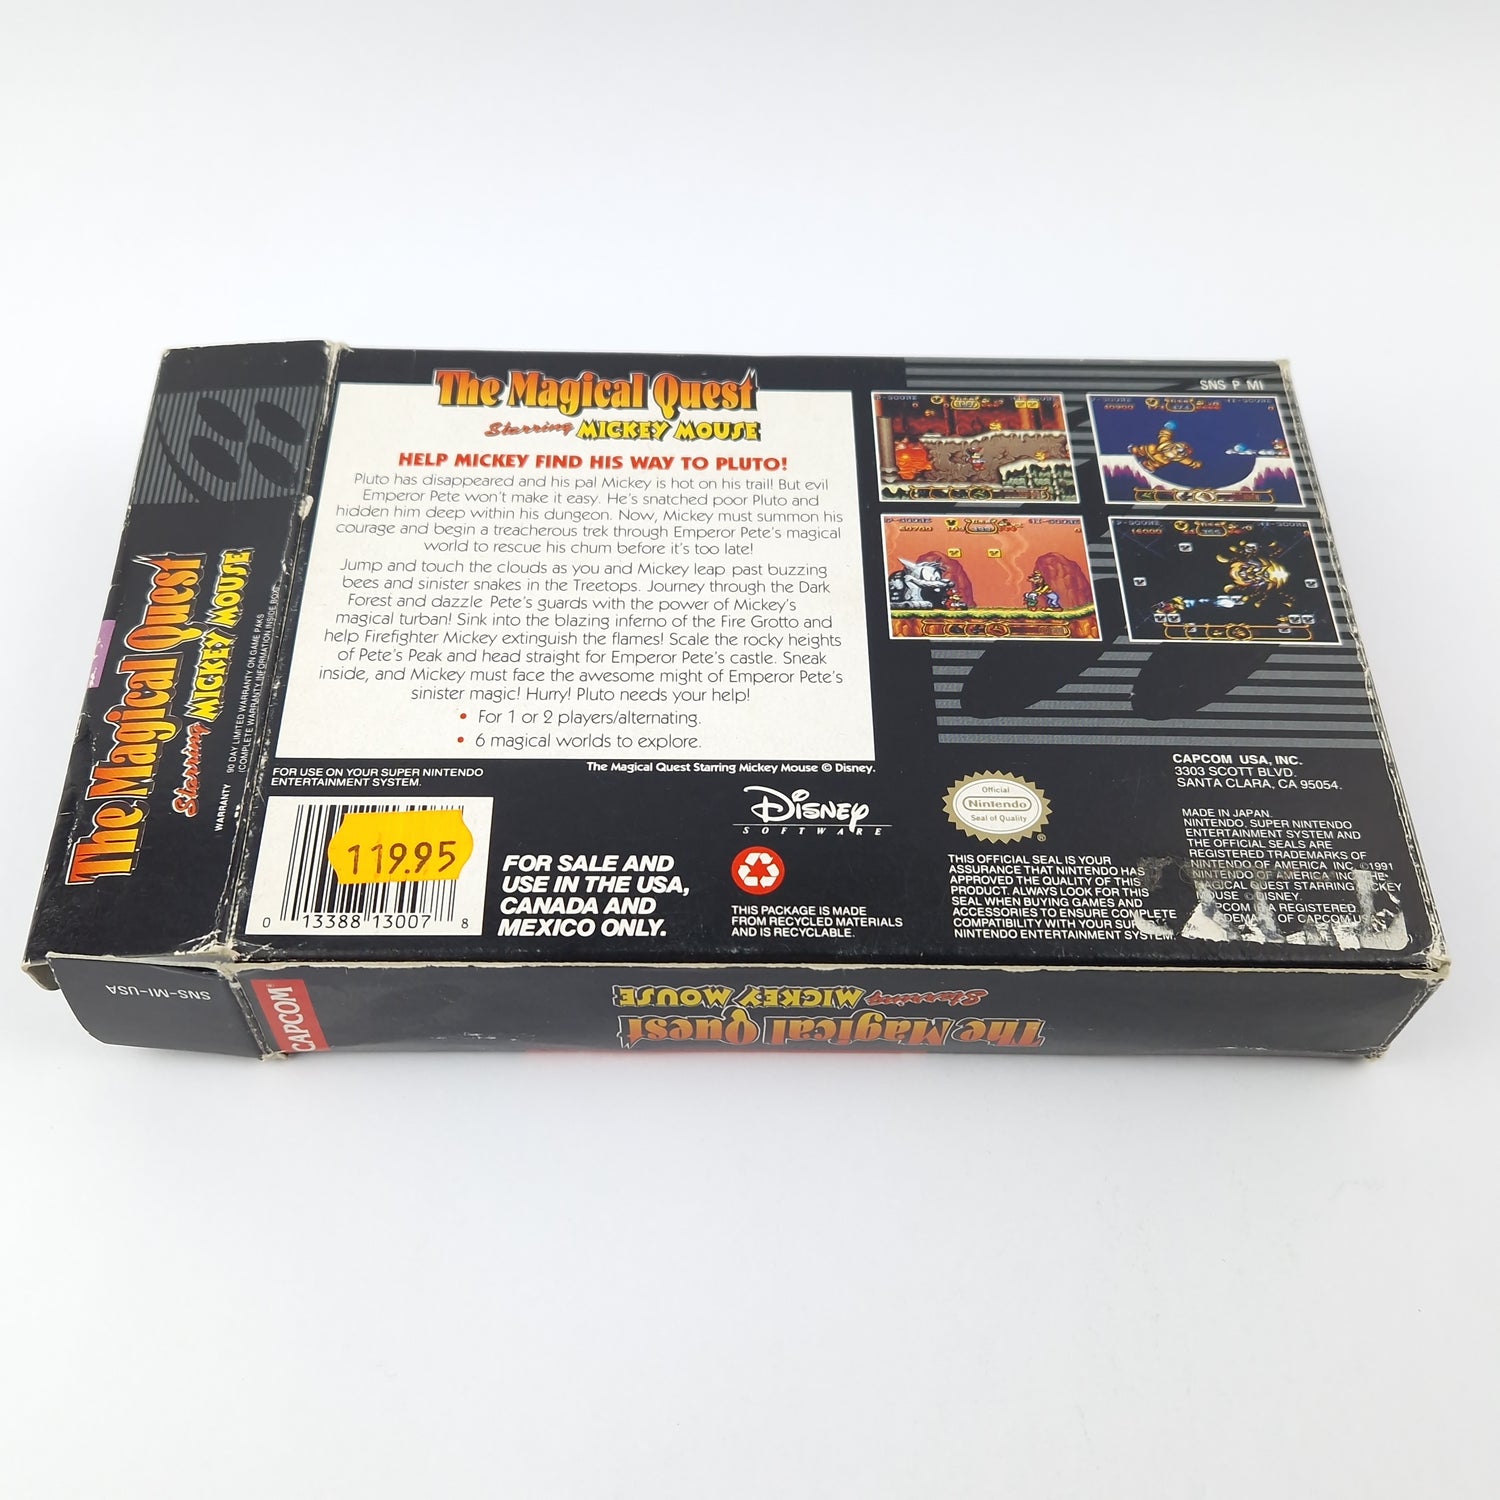 The Magical Quest
Starring MICKEY MOUSE
HELP MICKEY FIND HIS WAY TO PLUTO!
Pluto has disappeared and his pal Mickey is hot on his trail! But evil
Emperor Pete won't make it easy. He's snatched poor Pluto and
hidden him deep within his dungeon. Now, Mickey must summon his
courage and begin a treacherous trek through Emperor Pete's magical
world to rescue his chum before it's too late!
Jump and touch the clouds as you and Mickey leap past buzzing
bees and sinister snakes in the Treetops. Journey through the Dark
Forest and dazzle Pete's guards with the power of Mickey's
magical turban! Sink into the blazing inferno of the Fire Grotto and
help Firefighter Mickey extinguish the flames! Scale the rocky heights
of Pete's Peak and head straight for Emperor Pete's castle. Sneak
inside, and Mickey must face the awesome might of Emperor Pete's
sinister magic! Hurry! Pluto needs your help!
• For 1 or 2 players/alternating.
• 6 magical worlds to explore.
The Magical Quest Starring Mickey Mouse © Disney.
SNS P MI
FOR USE ON YOUR SUPER NINTENDO
ENTERTAINMENT SYSTEM.
119.95
0 13388 13007 8
FOR SALE AND
USE IN THE USA,
CANADA AND
MEXICO ONLY.
DISNEY
SOFTWARE
THIS PACKAGE IS MADE
FROM RECYCLED MATERIALS
AND IS RECYCLABLE.
Official
Nintendo
Seal of Quality
®
THIS OFFICIAL SEAL IS YOUR
ASSURANCE THAT NINTENDO HAS
APPROVED THE QUALITY OF THIS
PRODUCT. ALWAYS LOOK FOR THIS
SEAL WHEN BUYING GAMES AND
ACCESSORIES TO ENSURE COMPLETE
COMPATIBILITY WITH YOUR
NINTENDO ENTERTAINMENT SYSTEM.
CAPCOM USA, INC.
3303 SCOTT BLVD.
SANTA CLARA, CA 95054.
MADE IN JAPAN.
NINTENDO, SUPER NINTENDO
ENTERTAINMENT SYSTEM AND
THE OFFICIAL SEALS ARE
REGISTERED TRADEMARKS OF
NINTENDO OF AMERICA INC. ©1991
NINTENDO OF AMERICA INC.
QUEST STARRING
DISNEY.
REGISTERED
OF CAPCOM
The Magical Quest
Starring MICKEY MOUSE
WARRANTY
90 DAY LIMITED WARRANTY ON GAME PAKS
(COMPLETE WARRANTY INFORMATION INSIDE BOX)
SNS-MI-USA
CAPCOM®
The Magical Quest
Starring MICKEY MOUSE